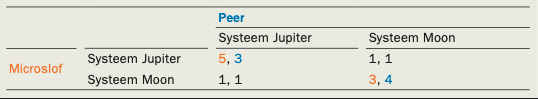 Peer
Systeem Jupiter Systeem Moon
Microslof
Systeem Jupiter 5, 3 1, 1
Systeem Moon 1, 1 3, 4